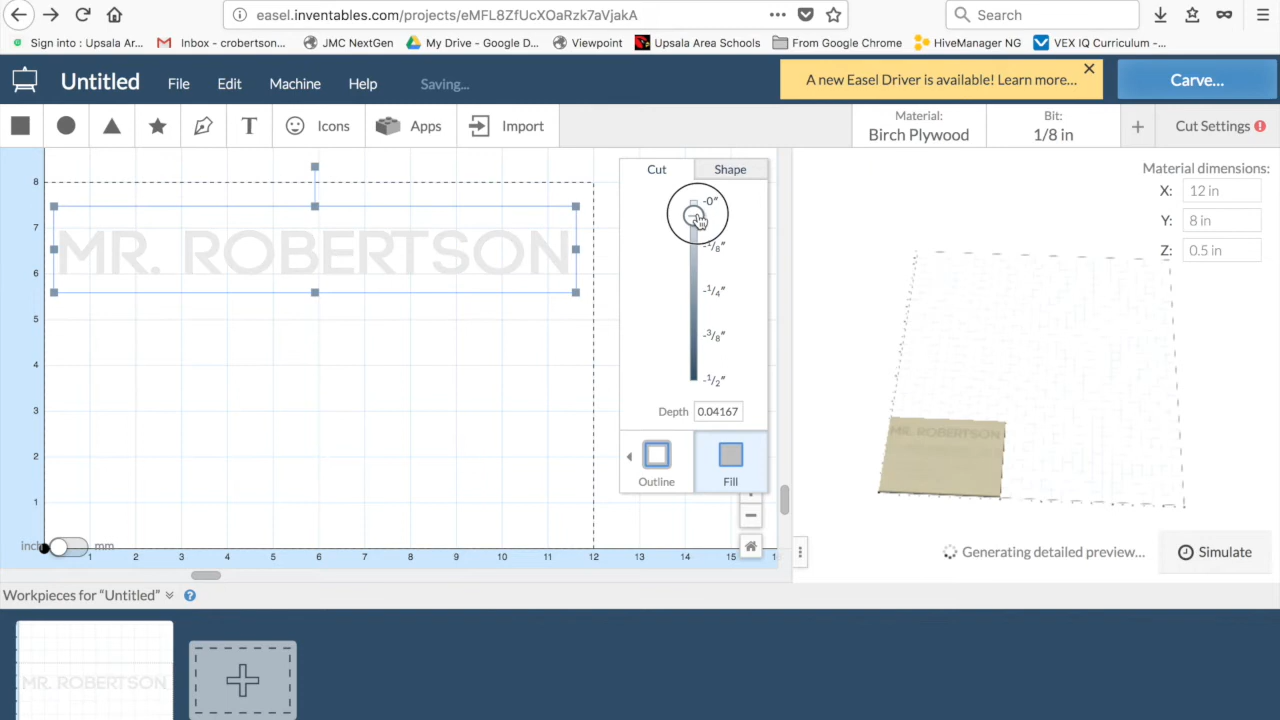 easel.inventables.com/projects/eMFL8ZfUcXOaRzk7aVjakA
Search
Sign into : Upsala Ar...
Inbox - crobertson...
JMC NextGen
My Drive - Google D...
Viewpoint
Upsala Area Schools
From Google Chrome
HiveManager NG
VEX IQ Curriculum -...
Untitled
File
Edit
Machine
Help
Saving...
A new Easel Driver is available! Learn more...
Carve...
T
Icons
Apps
Import
Material:
Birch Plywood
Bit:
1/8 in
Cut Settings
8
7
6
5
4
3
2
1
MR. ROBERTSON
Cut
Shape
-0"
-1/8"
-1/4"
-3/8"
-1/2"
Depth
0.04167
Outline
Fill
inch
mm
1
2
3
4
5
6
7
8
9
10
11
12
13
14
15
Material dimensions:
X:
12 in
Y:
8 in
Z:
0.5 in
MR. ROBERTSON
Generating detailed preview...
Simulate
Workpieces for "Untitled"
?
MR. ROBERTSON